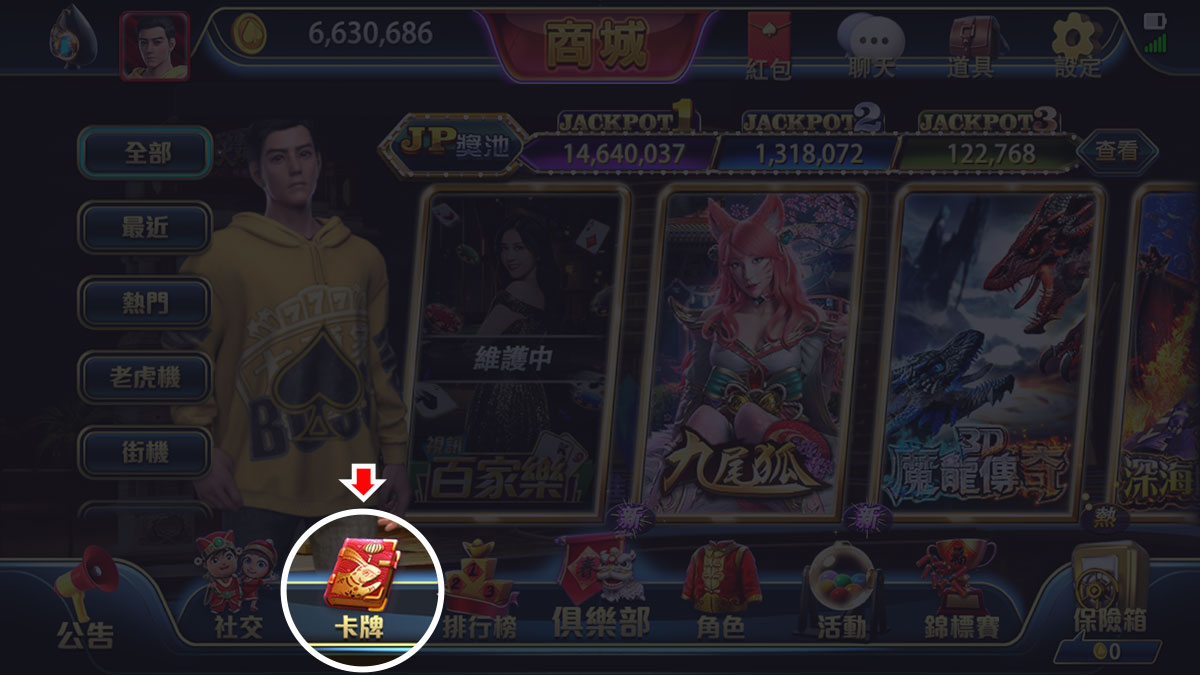 6,630,686
商城
紅包
聊天
道具
設定
全部
最近
熱門
老虎機
街機
JP獎池
JACKPOT1
14,640,037
JACKPOT2
1,318,072
JACKPOT3
122,768
查看
777
維護中
視訊
百家樂
九尾狐
新
3D
魔龍傳奇
新
深海
熱
公告
社交
卡牌
排行榜
俱樂部
角色
活動
錦標賽
保險箱
0